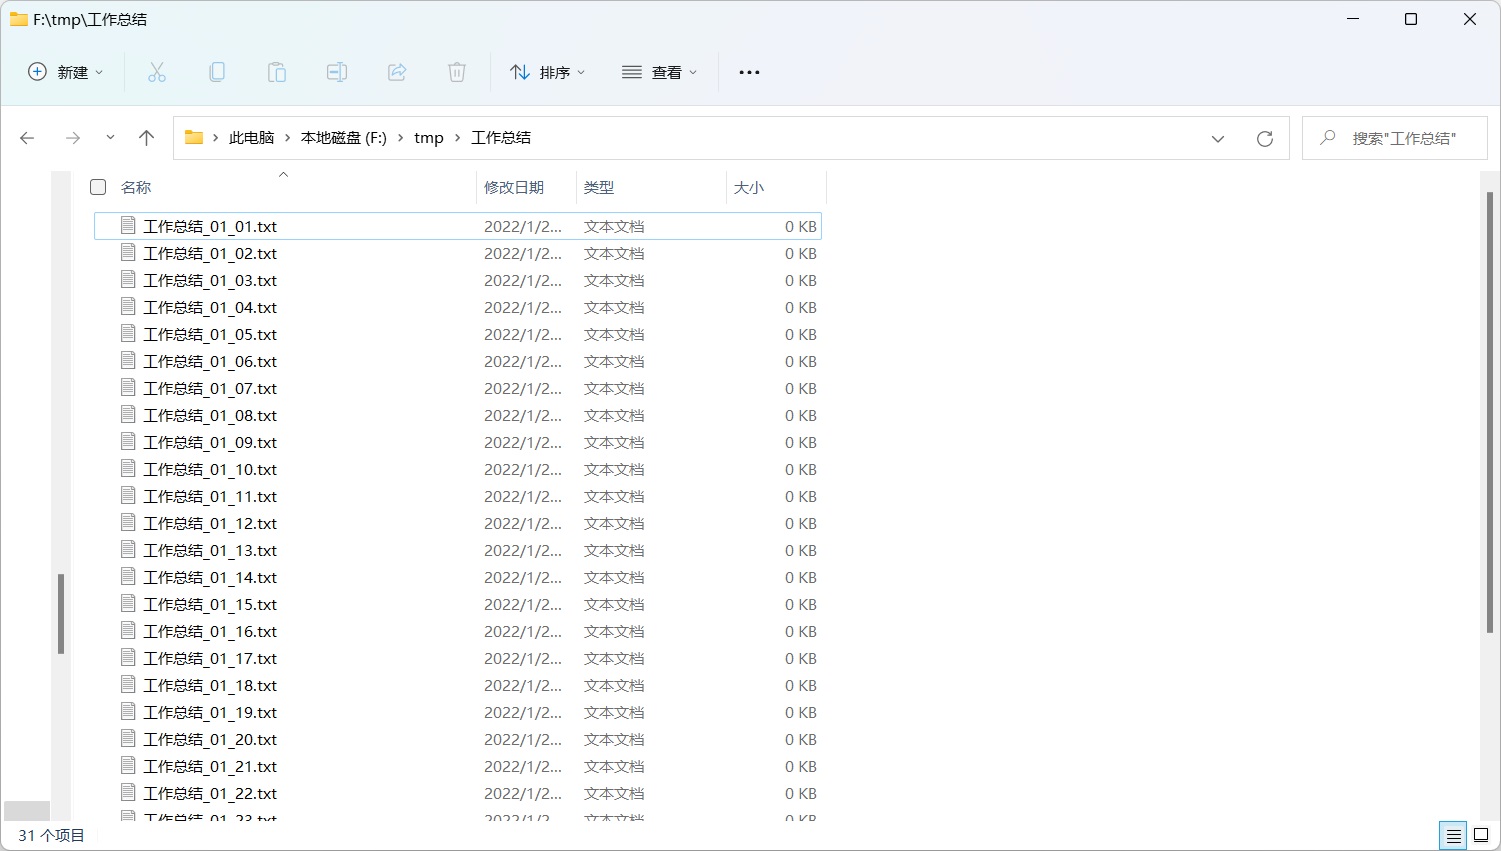 F:\tmp\工作总结
新建 排序 查看
此电脑 本地磁盘 (F:) tmp 工作总结 搜索"工作总结"
名称 修改日期 类型 大小
工作总结_01_01.txt 2022/1/2... 文本文档 0 KB
工作总结_01_02.txt 2022/1/2... 文本文档 0 KB
工作总结_01_03.txt 2022/1/2... 文本文档 0 KB
工作总结_01_04.txt 2022/1/2... 文本文档 0 KB
工作总结_01_05.txt 2022/1/2... 文本文档 0 KB
工作总结_01_06.txt 2022/1/2... 文本文档 0 KB
工作总结_01_07.txt 2022/1/2... 文本文档 0 KB
工作总结_01_08.txt 2022/1/2... 文本文档 0 KB
工作总结_01_09.txt 2022/1/2... 文本文档 0 KB
工作总结_01_10.txt 2022/1/2... 文本文档 0 KB
工作总结_01_11.txt 2022/1/2... 文本文档 0 KB
工作总结_01_12.txt 2022/1/2... 文本文档 0 KB
工作总结_01_13.txt 2022/1/2... 文本文档 0 KB
工作总结_01_14.txt 2022/1/2... 文本文档 0 KB
工作总结_01_15.txt 2022/1/2... 文本文档 0 KB
工作总结_01_16.txt 2022/1/2... 文本文档 0 KB
工作总结_01_17.txt 2022/1/2... 文本文档 0 KB
工作总结_01_18.txt 2022/1/2... 文本文档 0 KB
工作总结_01_19.txt 2022/1/2... 文本文档 0 KB
工作总结_01_20.txt 2022/1/2... 文本文档 0 KB
工作总结_01_21.txt 2022/1/2... 文本文档 0 KB
工作总结_01_22.txt 2022/1/2... 文本文档 0 KB
工作总结_01_23.txt 2022/1/2... 文本文档 0 KB
31 个项目